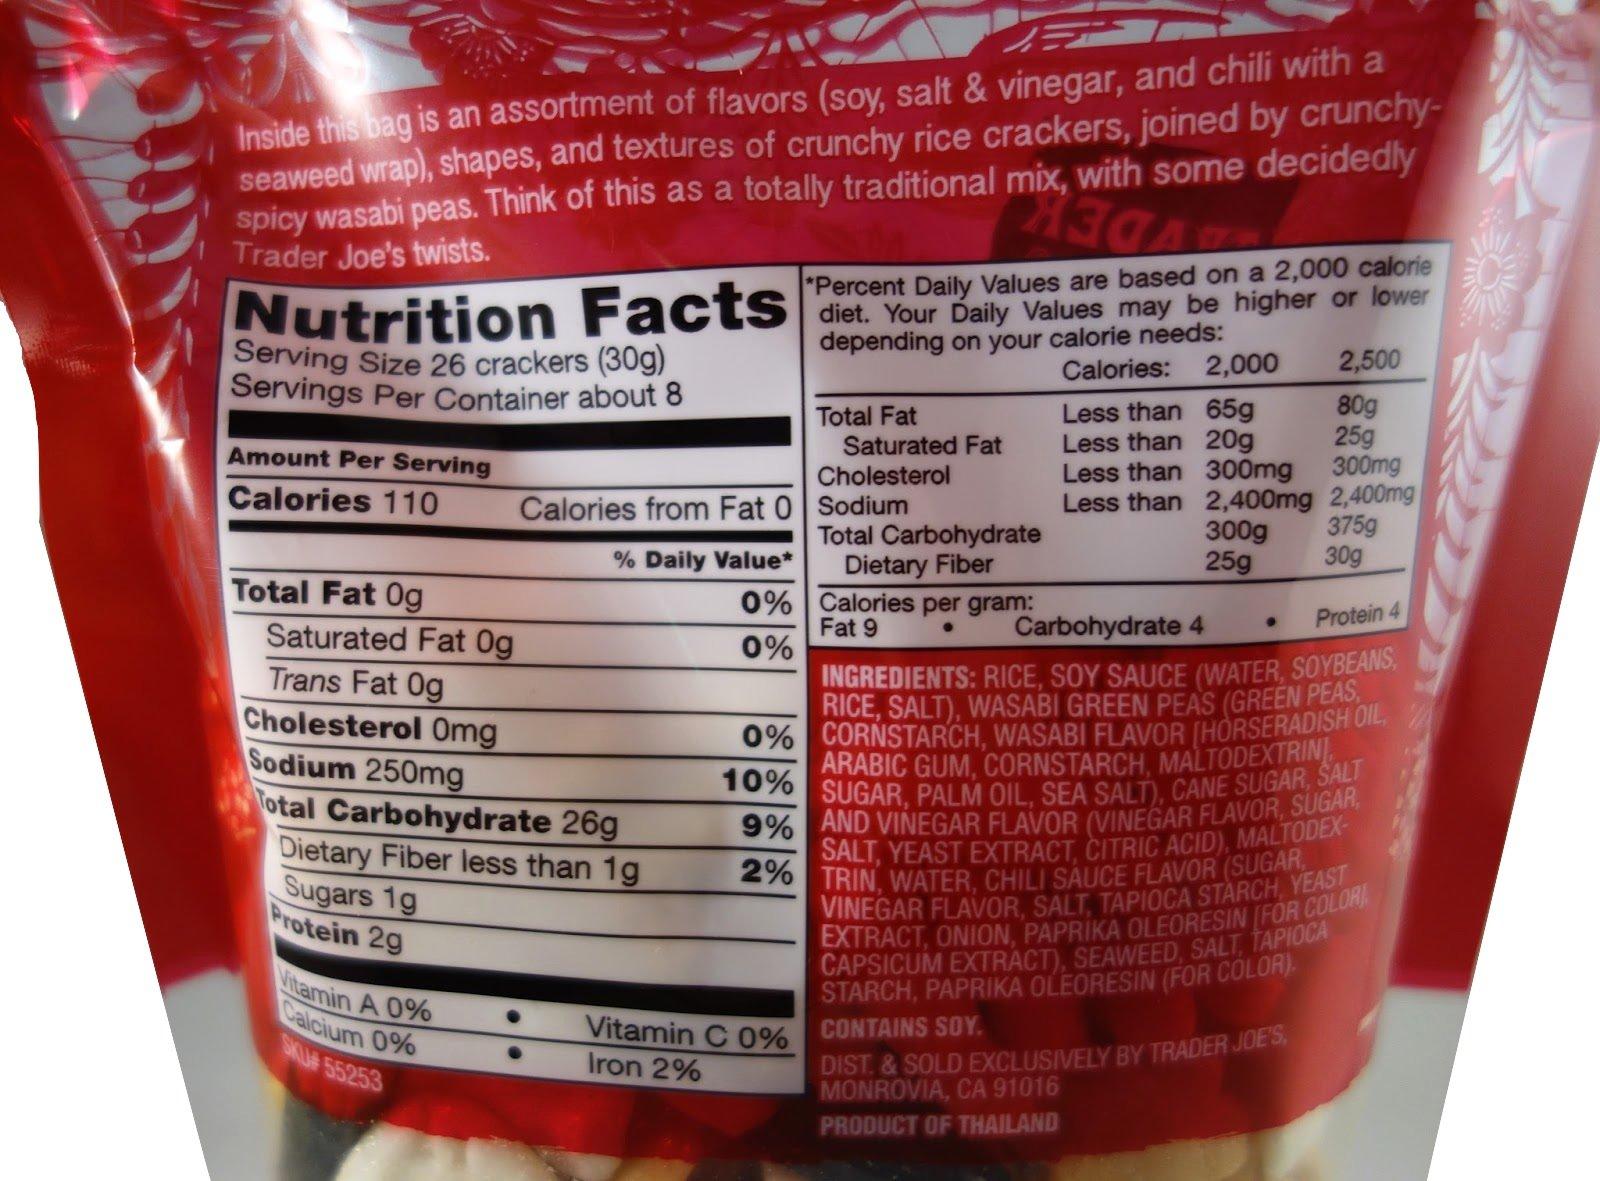 Inside this bag is an assortment of flavors (soy, salt & vinegar, and chili with a
seaweed wrap), shapes, and textures of crunchy rice crackers, joined by crunchy-
spicy wasabi peas. Think of this as a totally traditional mix, with some decidedly
Trader Joe's twists.
TRADER
Nutrition Facts
Serving Size 26 crackers (30g)
Servings Per Container about 8
Amount Per Serving
Calories 110 Calories from Fat 0
% Daily Value*
Total Fat 0g 0%
Saturated Fat 0g 0%
Trans Fat 0g
Cholesterol 0mg 0%
Sodium 250mg 10%
Total Carbohydrate 26g 9%
Dietary Fiber less than 1g 2%
Sugars 1g
Protein 2g
Vitamin A 0% • Vitamin C 0%
Calcium 0% • Iron 2%
SKU# 55253
*Percent Daily Values are based on a 2,000 calorie
diet. Your Daily Values may be higher or lower
depending on your calorie needs:
Calories: 2,000 2,500
Total Fat Less than 65g 80g
Saturated Fat Less than 20g 25g
Cholesterol Less than 300mg 300mg
Sodium Less than 2,400mg 2,400mg
Total Carbohydrate 300g 375g
Dietary Fiber 25g 30g
Calories per gram:
Fat 9 • Carbohydrate 4 • Protein 4
INGREDIENTS: RICE, SOY SAUCE (WATER, SOYBEANS,
RICE, SALT), WASABI GREEN PEAS (GREEN PEAS,
CORNSTARCH, WASABI FLAVOR [HORSERADISH OIL,
ARABIC GUM, CORNSTARCH, MALTODEXTRIN],
SUGAR, PALM OIL, SEA SALT), CANE SUGAR, SALT
AND VINEGAR FLAVOR (VINEGAR FLAVOR, SUGAR,
SALT, YEAST EXTRACT, CITRIC ACID), MALTODEX-
TRIN, WATER, CHILI SAUCE FLAVOR (SUGAR,
VINEGAR FLAVOR, SALT, TAPIOCA STARCH, YEAST
EXTRACT, ONION, PAPRIKA OLEORESIN [FOR COLOR],
CAPSICUM EXTRACT), SEAWEED, SALT, TAPIOCA
STARCH, PAPRIKA OLEORESIN (FOR COLOR).
CONTAINS SOY.
DIST. & SOLD EXCLUSIVELY BY TRADER JOE'S,
MONROVIA, CA 91016
PRODUCT OF THAILAND